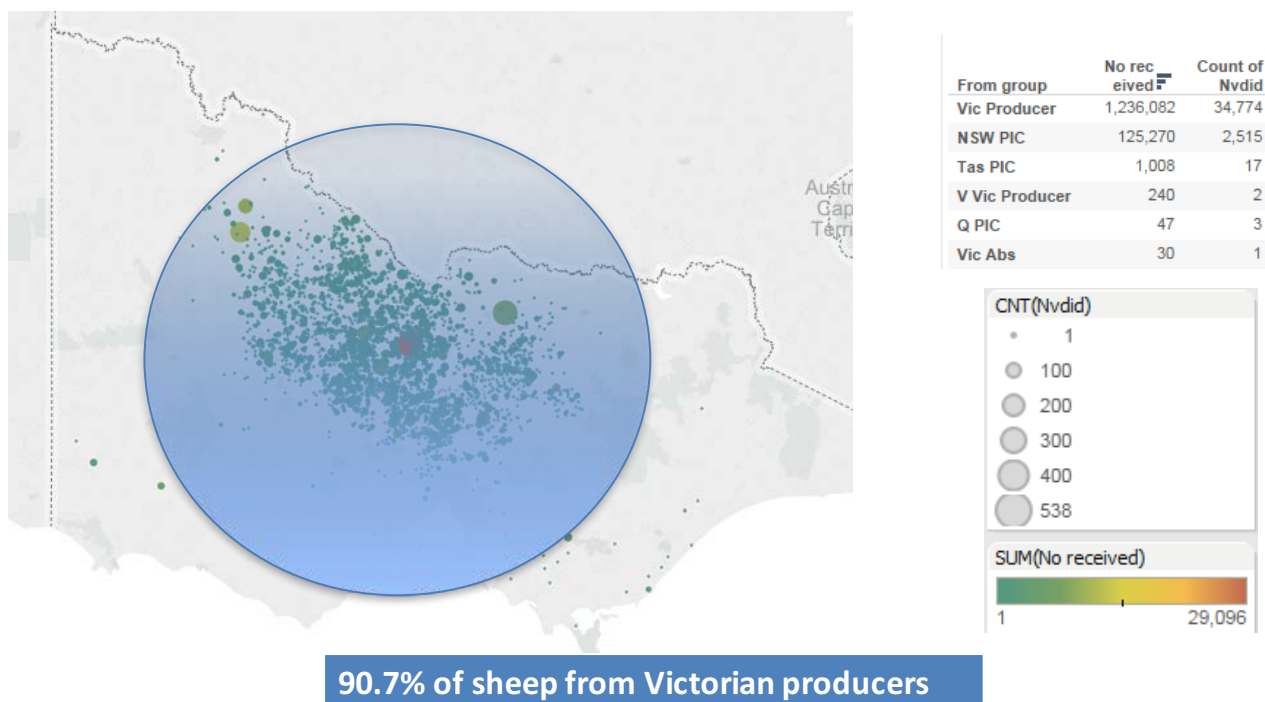 Austr
Cap
Terri
No rec Count of
From group eived Nvdid
Vic Producer 1,236,082 34,774
NSW PIC 125,270 2,515
Tas PIC 1,008 17
V Vic Producer 240 2
Q PIC 47 3
Vic Abs 30 1
CNT(Nvdid)
1
100
200
300
400
538
SUM(No received)
1 29,096
90.7% of sheep from Victorian producers